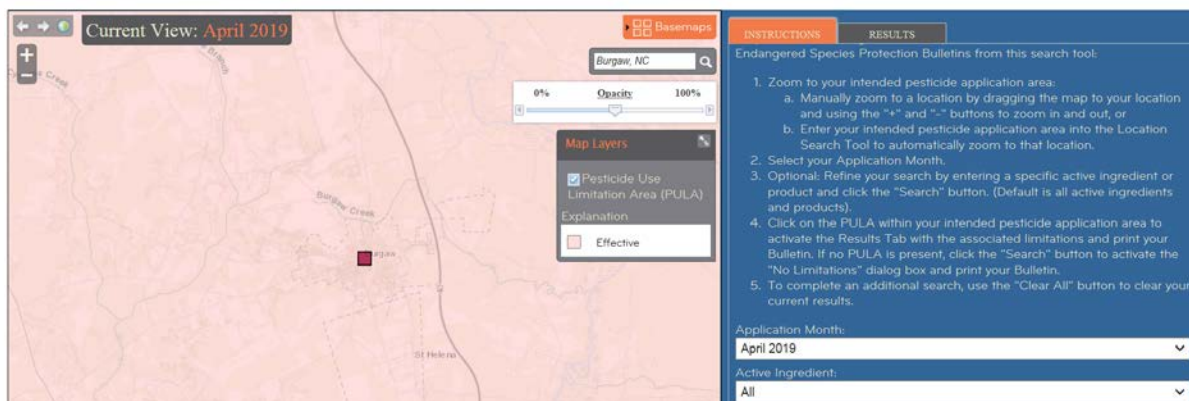 Current View: April 2019
Basemaps
+
−
Burgaw, NC
0% Opacity 100%
Map Layers
Pesticide Use
Limitation Area (PULA)
Explanation
Effective
Branch
Creek
Burgaw Creek
Burgaw
St Helena
INSTRUCTIONS RESULTS
Endangered Species Protection Bulletins from this search tool:
1. Zoom to your intended pesticide application area:
a. Manually zoom to a location by dragging the map to your location
and using the "+" and "-" buttons to zoom in and out, or
b. Enter your intended pesticide application area into the Location
Search Tool to automatically zoom to that location.
2. Select your Application Month.
3. Optional: Refine your search by entering a specific active ingredient or
product and click the "Search" button. (Default is all active ingredients
and products).
4. Click on the PULA within your intended pesticide application area to
activate the Results Tab with the associated limitations and print your
Bulletin. If no PULA is present, click the "Search" button to activate the
"No Limitations" dialog box and print your Bulletin.
5. To complete an additional search, use the "Clear All" button to clear your
current results.
Application Month:
April 2019
Active Ingredient:
All